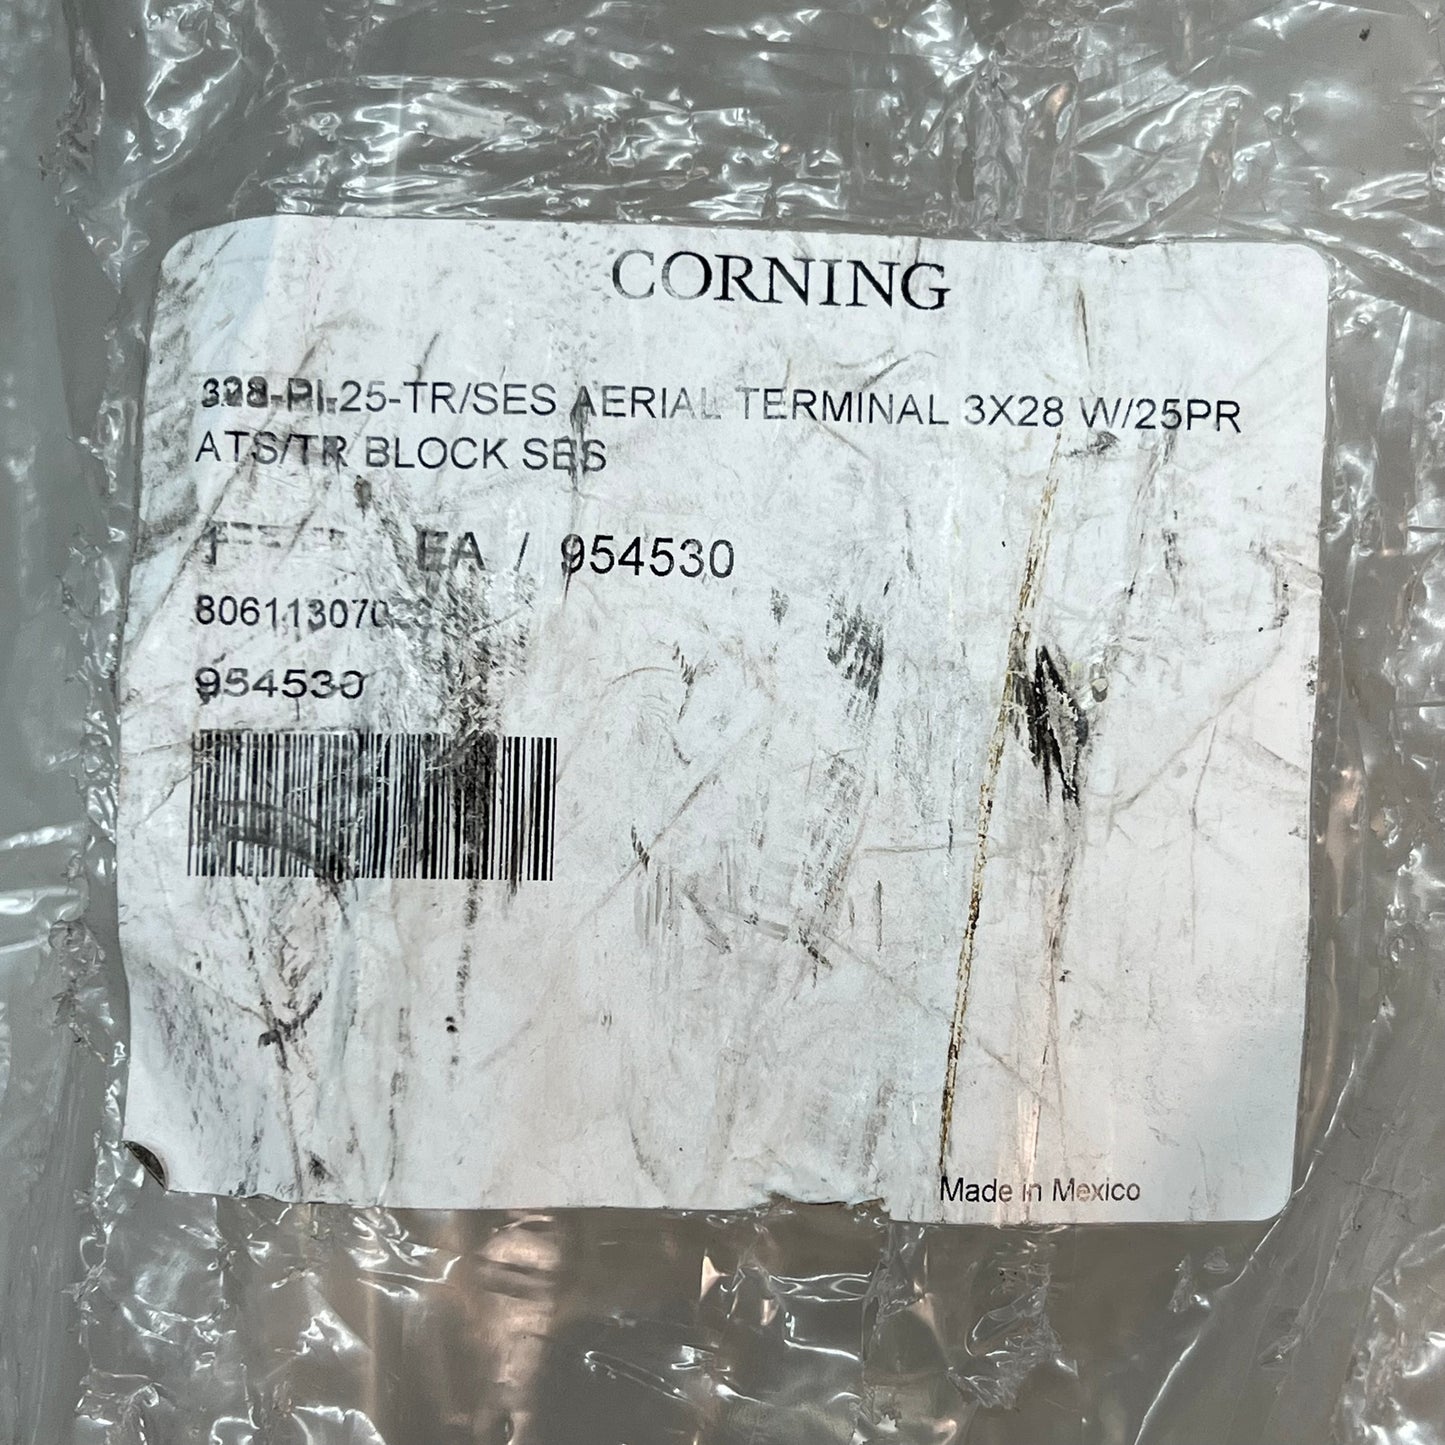 CORNING
328-PI-25-TR/SES AERIAL TERMINAL 3X28 W/25PR
ATS/TR BLOCK SES
EA / 954530
954530
Made in Mexico